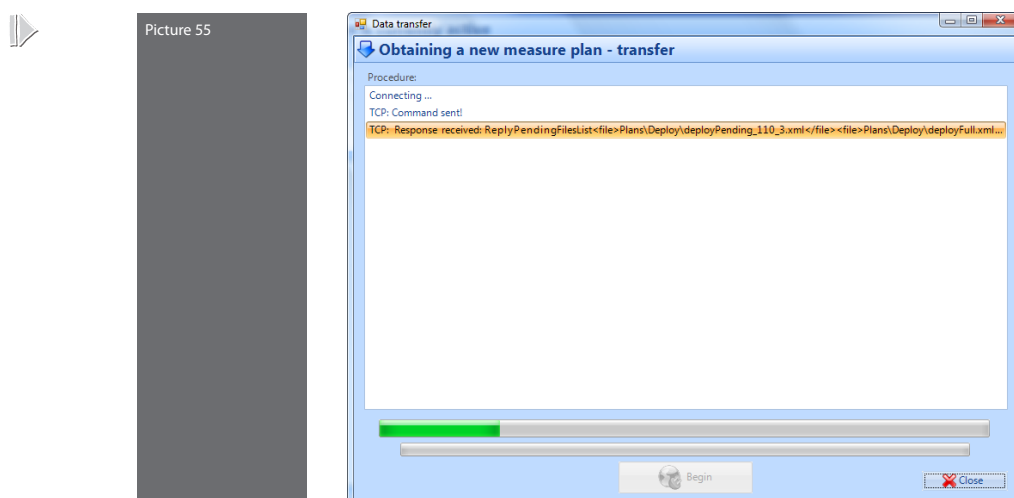 Picture 55
Data transfer
Obtaining a new measure plan - transfer
Procedure:
Connecting ...
TCP: Command sent!
TCP: Response received: ReplyPendingFilesList<file>Plans\Deploy\deployPending_110_3.xml</file><file>Plans\Deploy\deployFull.xml...
Begin
Close